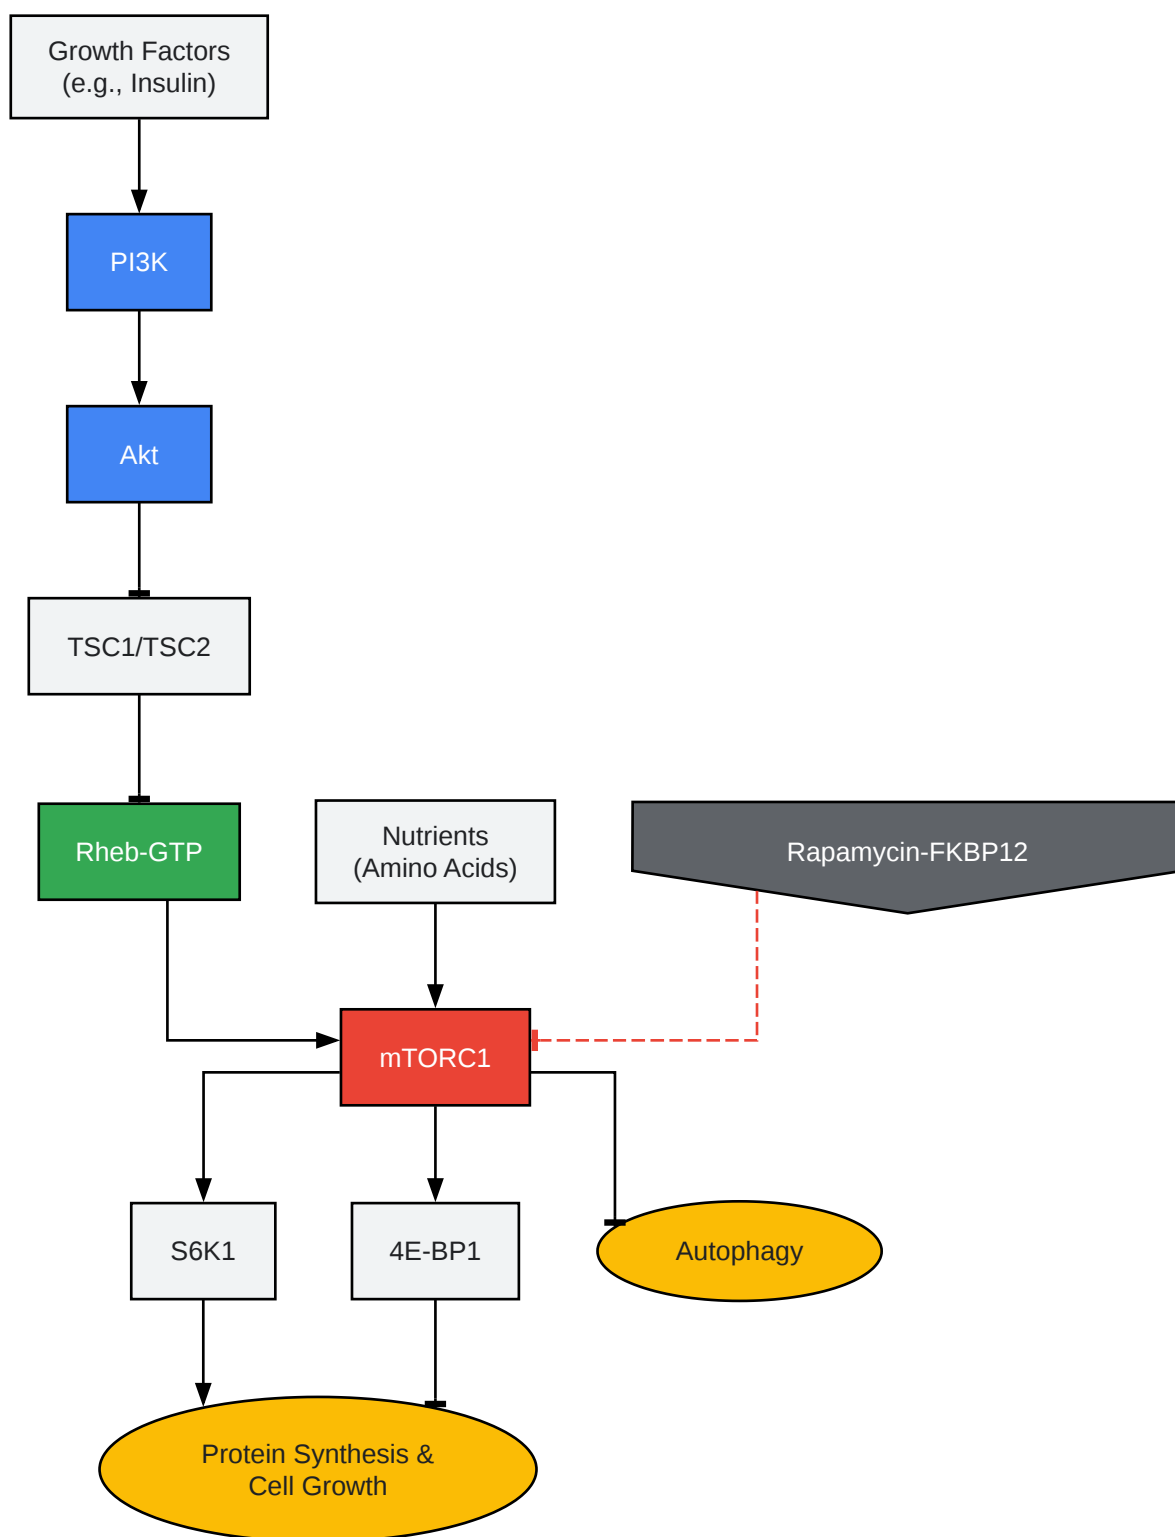 Growth Factors
(e.g., Insulin)
PI3K
Akt
TSC1/TSC2
Rheb-GTP
Nutrients
(Amino Acids)
Rapamycin-FKBP12
mTORC1
S6K1
4E-BP1
Autophagy
Protein Synthesis &
Cell Growth